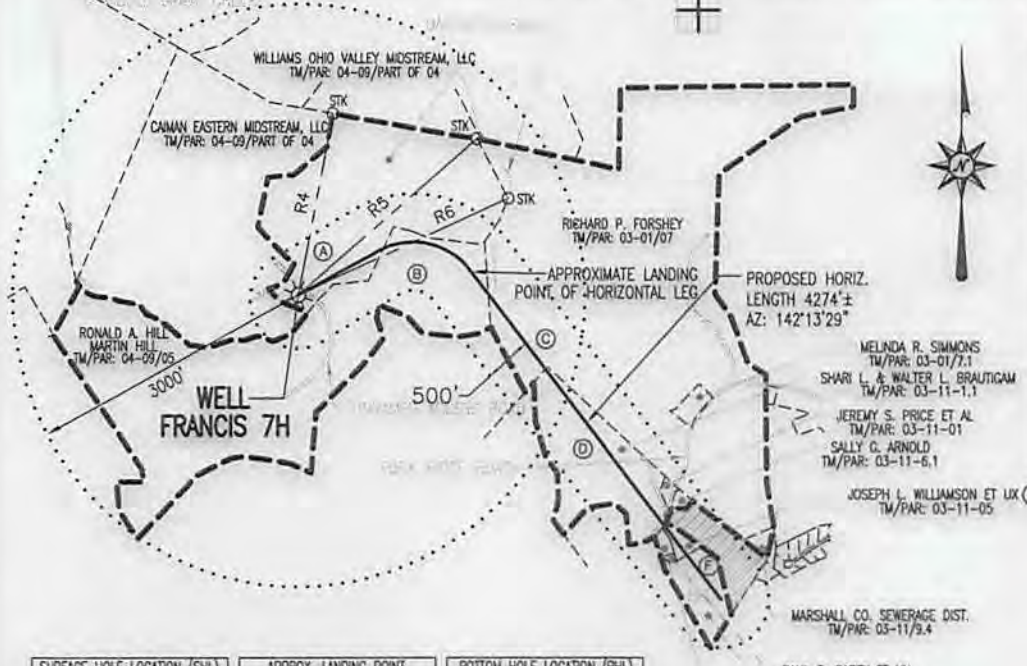 WILLIAMS OHIO VALLEY MIDSTREAM, LLC
TM/PAR: 04-09/PART OF 04
STK
CAIMAN EASTERN MIDSTREAM, LLC
TM/PAR: 04-09/PART OF 04
STK
N
R4
R5
R6
STK
RICHARD P. FORSHEY
TM/PAR: 03-01/07
A
B
APPROXIMATE LANDING
POINT OF HORIZONTAL LEG
PROPOSED HORIZ.
LENGTH 4274'±
AZ: 142°13'29"
RONALD A. HILL
MARTIN HILL
TM/PAR: 04-09/05
3000'
WELL
FRANCIS 7H
500'
C
D
MELINDA R. SIMMONS
TM/PAR: 03-01/7.1
SHARI L. & WALTER L. BRAUTIGAM
TM/PAR: 03-11-1.1
JEREMY S. PRICE ET AL
TM/PAR: 03-11-01
SALLY G. ARNOLD
TM/PAR: 03-11-6.1
JOSEPH L. WILLIAMSON ET UX
TM/PAR: 03-11-05
MARSHALL CO. SEWERAGE DIST.
TM/PAR: 03-11/9.4
SURFACE HOLE LOCATION (SHL)
APPROX. LANDING POINT
BOTTOM HOLE LOCATION (BHL)